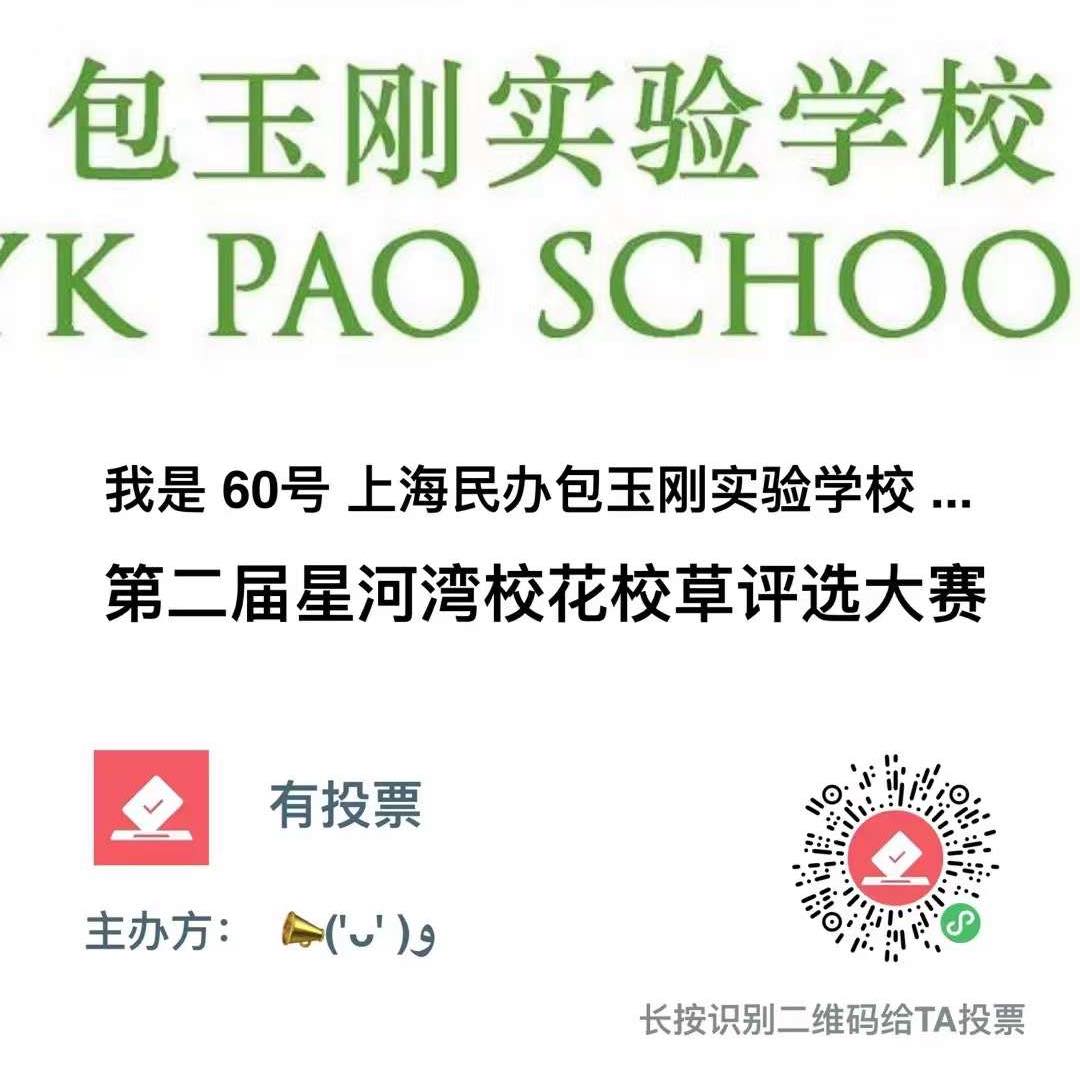 包玉刚实验学校
YK PAO SCHOO
我是 60号 上海民办包玉刚实验学校 ...
第二届星河湾校花校草评选大赛
有投票
主办方： 📣('ᴗ' )و
长按识别二维码给TA投票